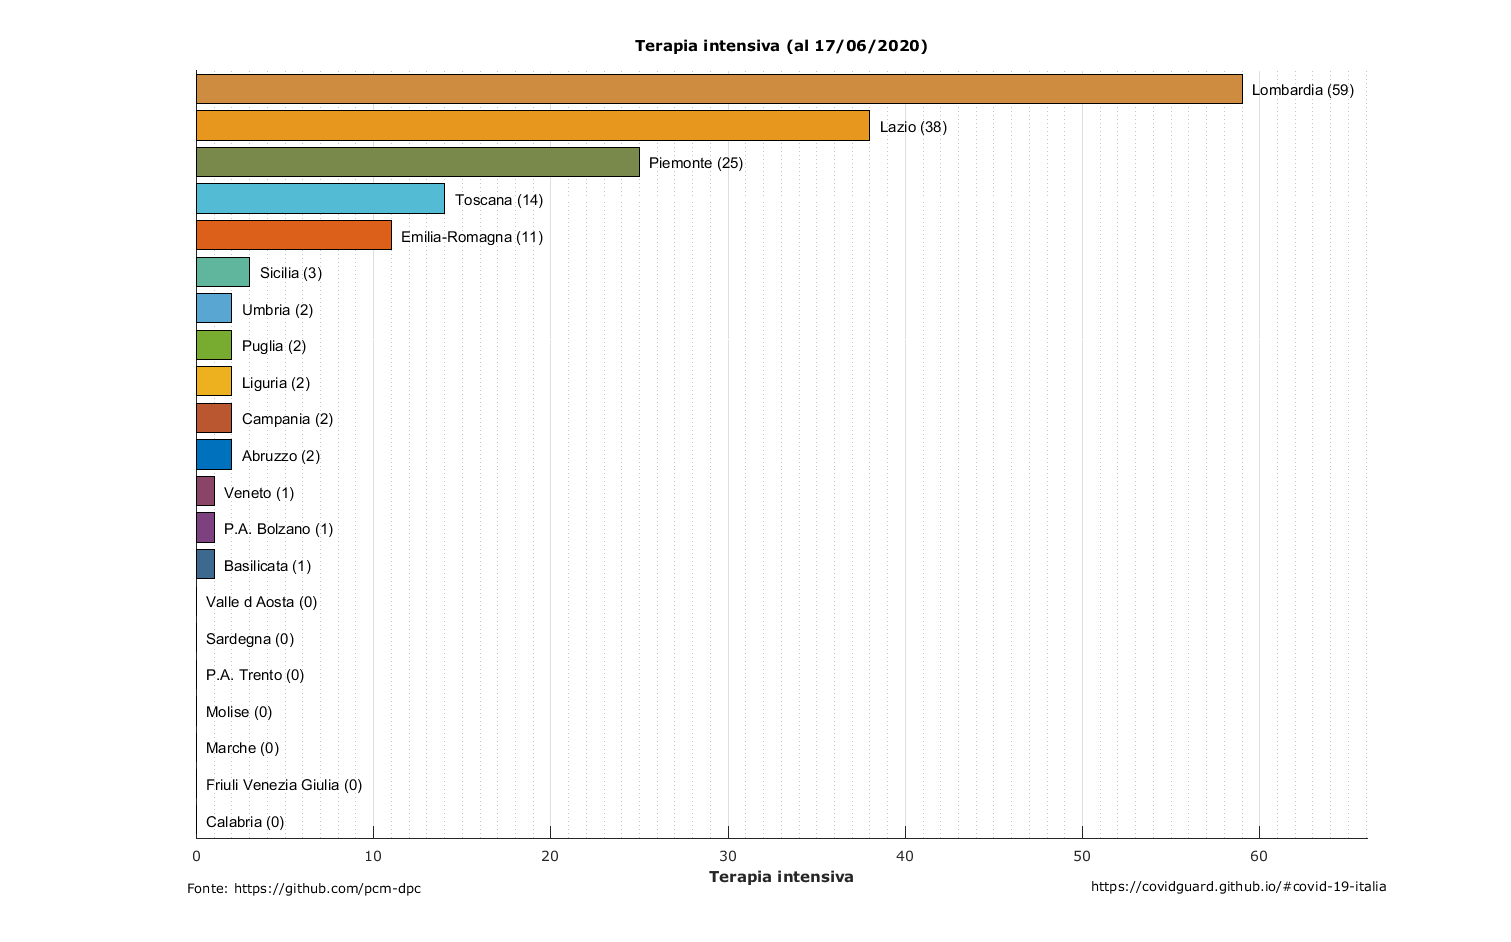 Terapia intensiva (al 17/06/2020)
Lombardia (59)
Lazio (38)
Piemonte (25)
Toscana (14)
Emilia-Romagna (11)
Sicilia (3)
Umbria (2)
Puglia (2)
Liguria (2)
Campania (2)
Abruzzo (2)
Veneto (1)
P.A. Bolzano (1)
Basilicata (1)
Valle d Aosta (0)
Sardegna (0)
P.A. Trento (0)
Molise (0)
Marche (0)
Friuli Venezia Giulia (0)
Calabria (0)
0 10 20 30 40 50 60
Terapia intensiva
Fonte: https://github.com/pcm-dpc
https://covidguard.github.io/#covid-19-italia